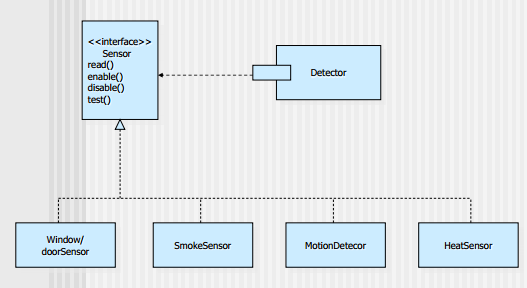 <<interface>>
Sensor
read()
enable()
disable()
test()
Detector
Window/
doorSensor
SmokeSensor
MotionDetecor
HeatSensor